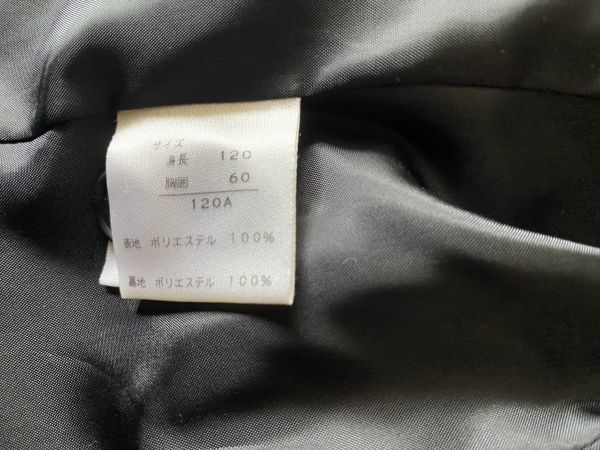 サイズ
身長 120
胸囲 60
120A
表地 ポリエステル 100%
裏地 ポリエステル 100%